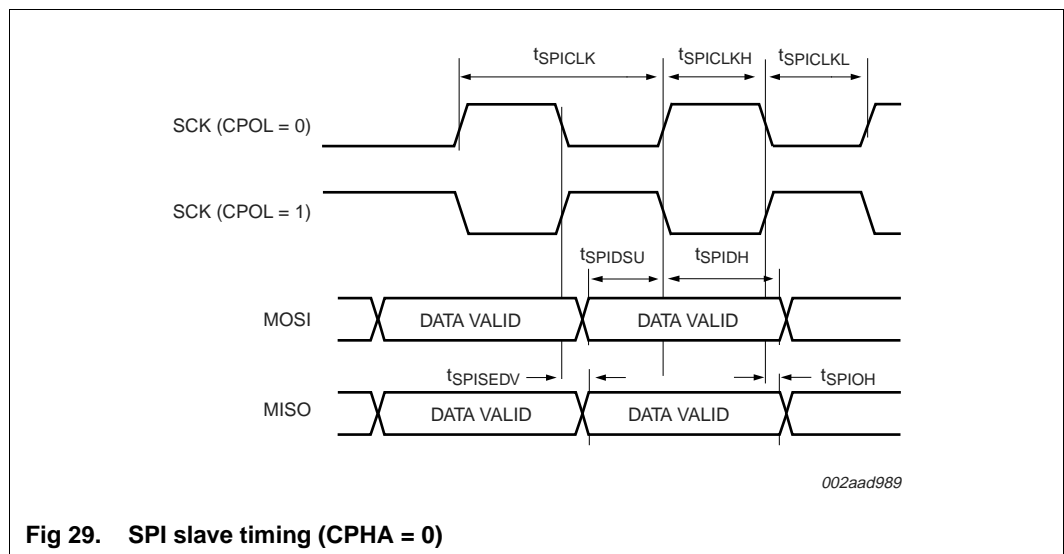 tSPICLK tSPICLKH tSPICLKL
SCK (CPOL = 0)
SCK (CPOL = 1)
tSPIDSU tSPIDH
MOSI DATA VALID DATA VALID
tSPISEDV tSPIOH
MISO DATA VALID DATA VALID
002aad989
Fig 29. SPI slave timing (CPHA = 0)